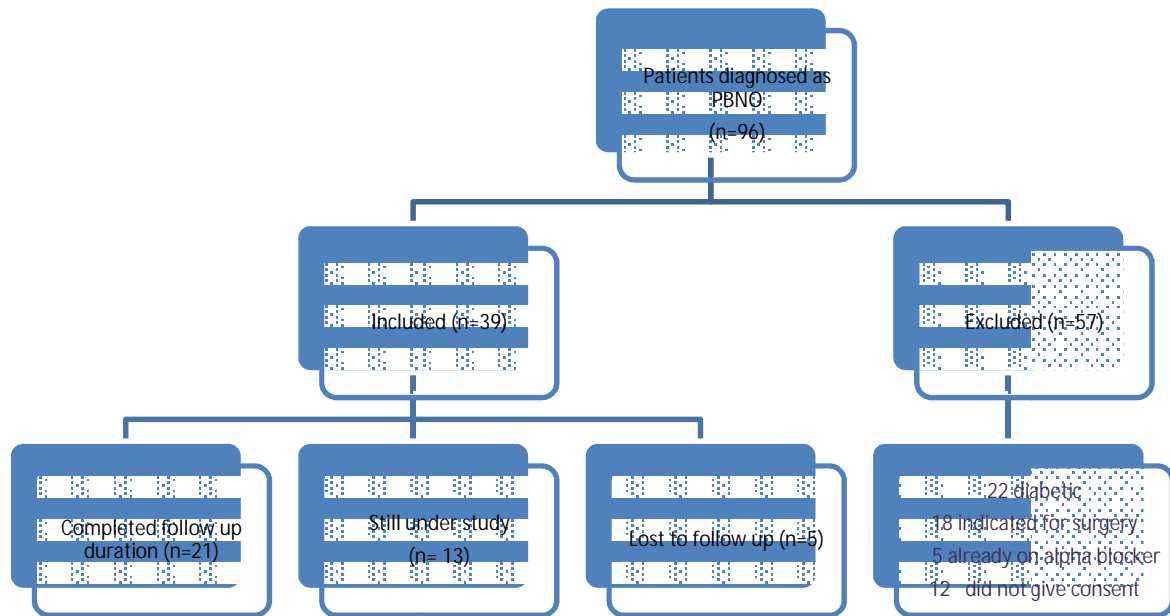 Patients diagnosed as
PBNO
(n=96)
Included (n=39)
Excluded (n=57)
Completed follow up
duration (n=21)
Still under study
(n= 13)
Lost to follow up (n=5)
22 diabetic
18 indicated for surgery
5 already on alpha blocker
12 did not give consent